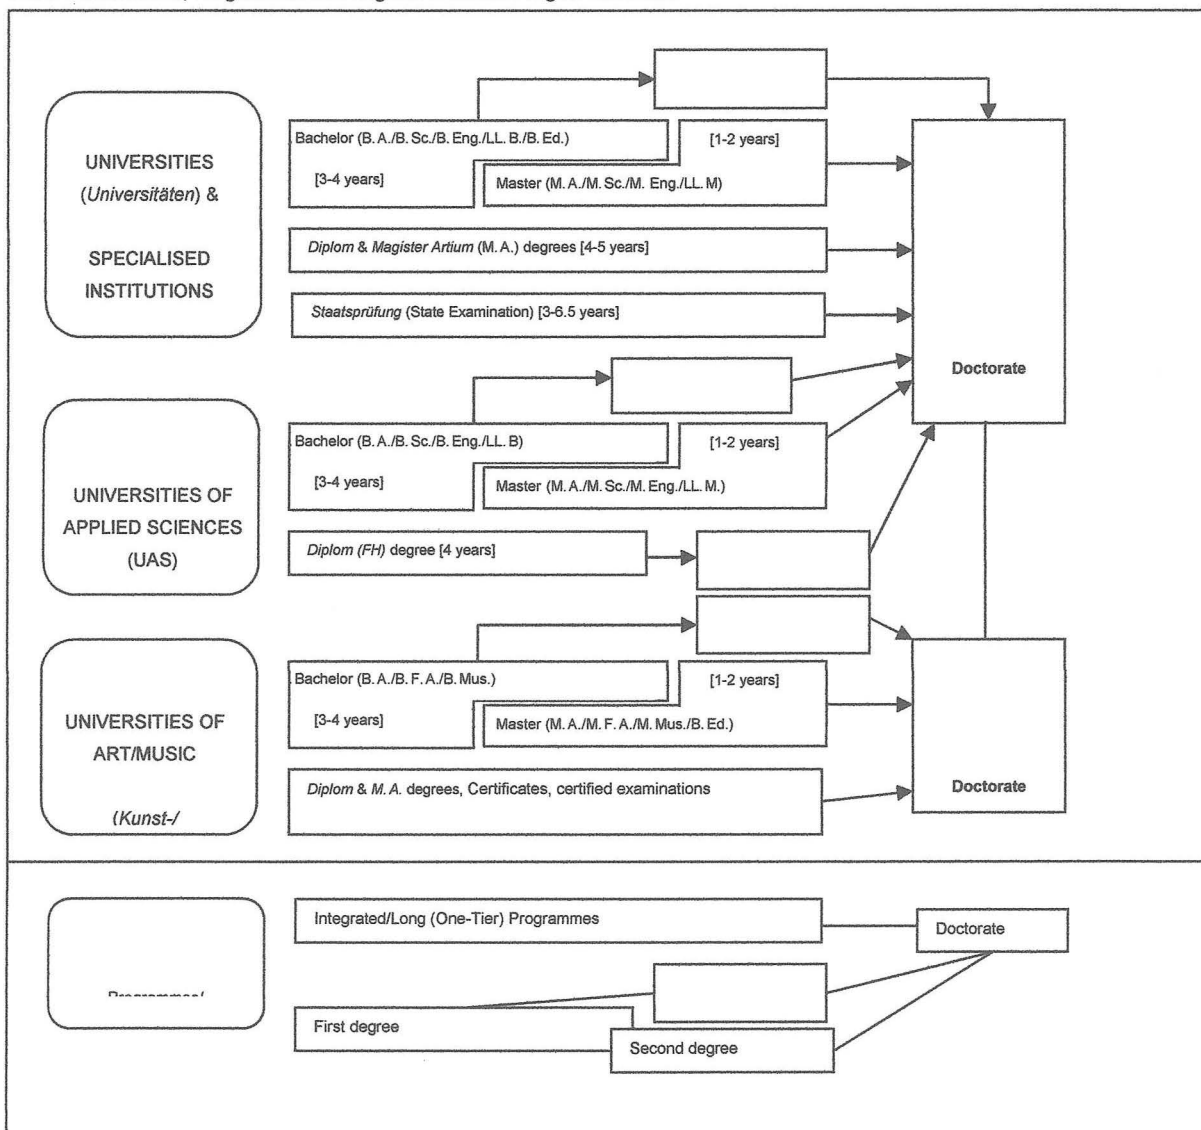 UNIVERSITIES
(Universitäten) &
SPECIALISED
INSTITUTIONS
Bachelor (B. A./B. Sc./B. Eng./LL. B./B. Ed.)
[3-4 years]
[1-2 years]
Master (M. A./M. Sc./M. Eng./LL. M)
Diplom & Magister Artium (M. A.) degrees [4-5 years]
Staatsprüfung (State Examination) [3-6.5 years]
Doctorate
UNIVERSITIES OF
APPLIED SCIENCES
(UAS)
Bachelor (B. A./B. Sc./B. Eng./LL. B)
[3-4 years]
[1-2 years]
Master (M. A./M. Sc./M. Eng./LL. M.)
Diplom (FH) degree [4 years]
UNIVERSITIES OF
ART/MUSIC
(Kunst-/
Bachelor (B. A./B. F. A./B. Mus.)
[3-4 years]
[1-2 years]
Master (M. A./M. F. A./M. Mus./B. Ed.)
Diplom & M. A. degrees, Certificates, certified examinations
Doctorate
Programmes/
Integrated/Long (One-Tier) Programmes
Doctorate
First degree
Second degree